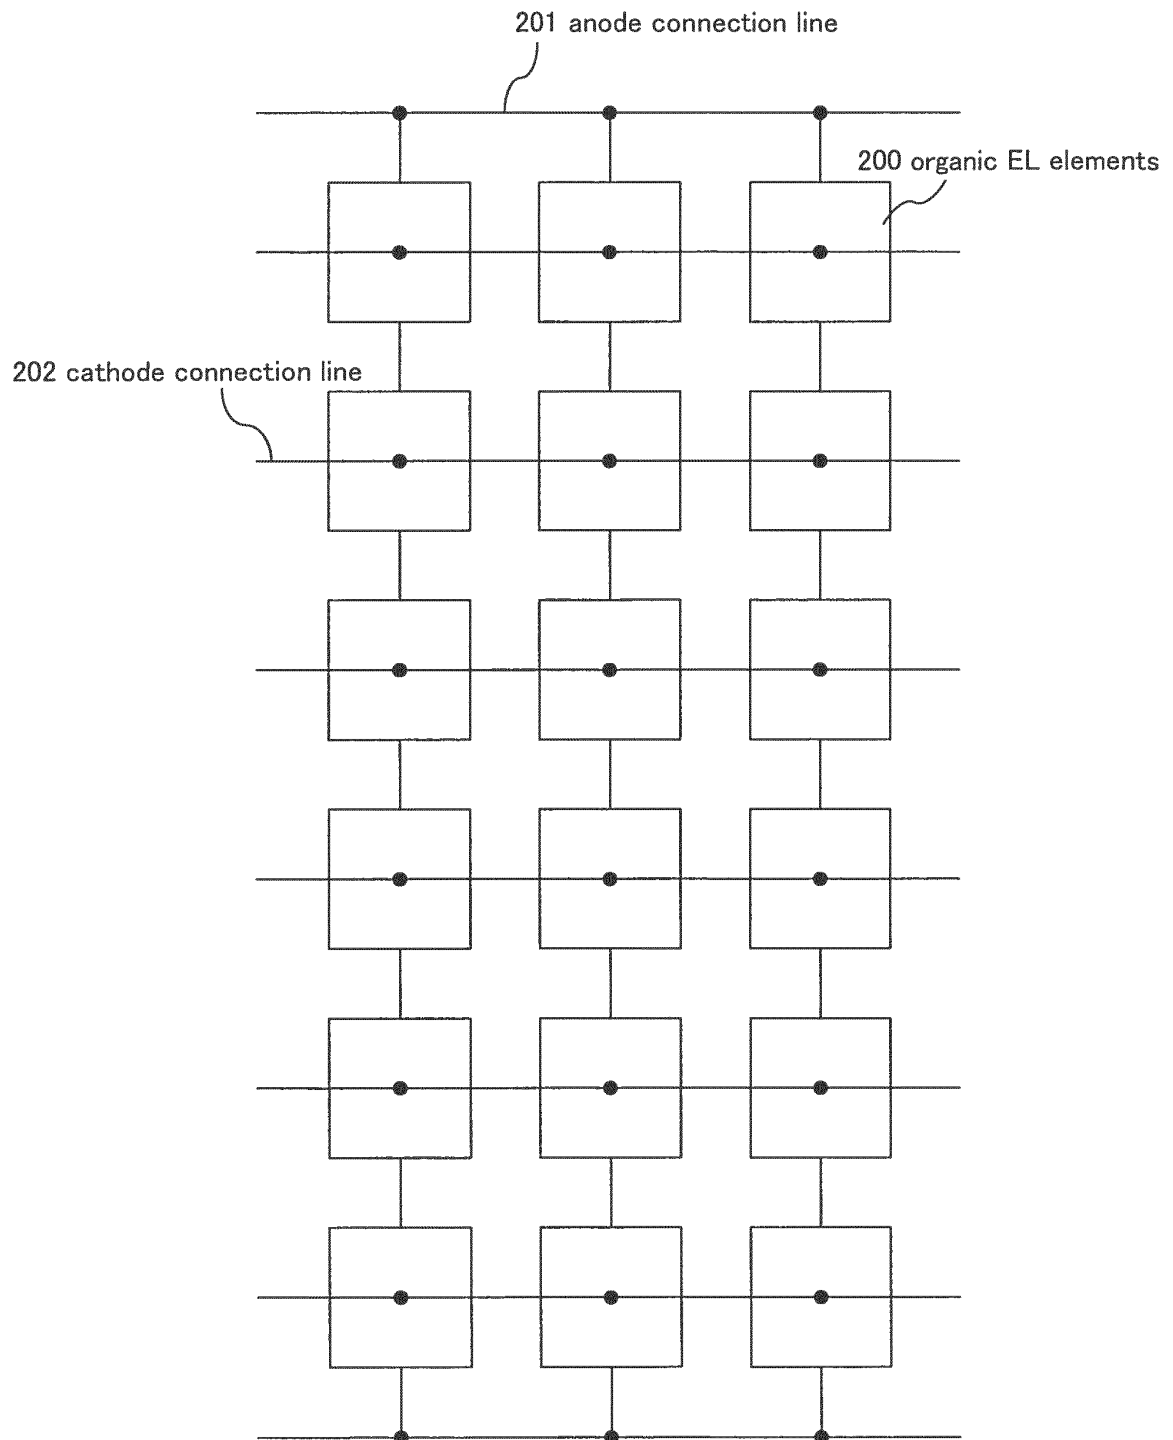 201 anode connection line
200 organic EL elements
202 cathode connection line